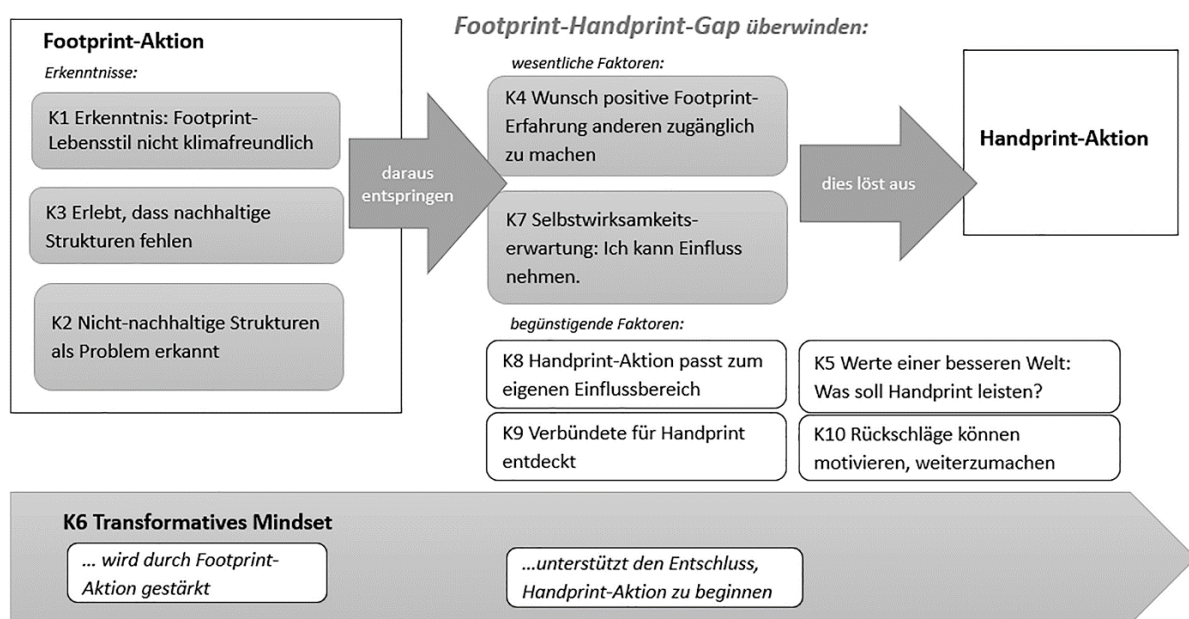 Footprint-Aktion
Erkenntnisse:
K1 Erkenntnis: Footprint-
Lebensstil nicht klimafreundlich
K3 Erlebt, dass nachhaltige
Strukturen fehlen
K2 Nicht-nachhaltige Strukturen
als Problem erkannt
daraus
entspringen
Footprint-Handprint-Gap überwinden:
wesentliche Faktoren:
K4 Wunsch positive Footprint-
Erfahrung anderen zugänglich
zu machen
K7 Selbstwirksamkeits-
erwartung: Ich kann Einfluss
nehmen.
dies löst aus
Handprint-Aktion
begünstigende Faktoren:
K8 Handprint-Aktion passt zum
eigenen Einflussbereich
K5 Werte einer besseren Welt:
Was soll Handprint leisten?
K9 Verbündete für Handprint
entdeckt
K10 Rückschläge können
motivieren, weiterzumachen
K6 Transformatives Mindset
... wird durch Footprint-
Aktion gestärkt
...unterstützt den Entschluss,
Handprint-Aktion zu beginnen